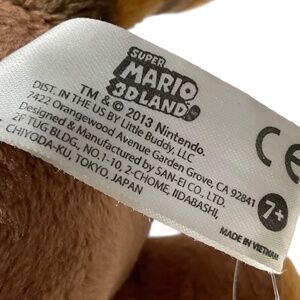 SUPER
MARIO
3D LAND
TM & © 2013 Nintendo.
DIST. IN THE US BY Little Buddy, LLC
7422 Orangewood Avenue Garden Grove, CA 92841
Designed & Manufactured by SAN-EI CO., LTD.
2F TUG BLDG, NO.1-10, 2-CHOME, IIDABASHI,
CHIYODA-KU, TOKYO, JAPAN
CE
7+
MADE IN VIETNAM